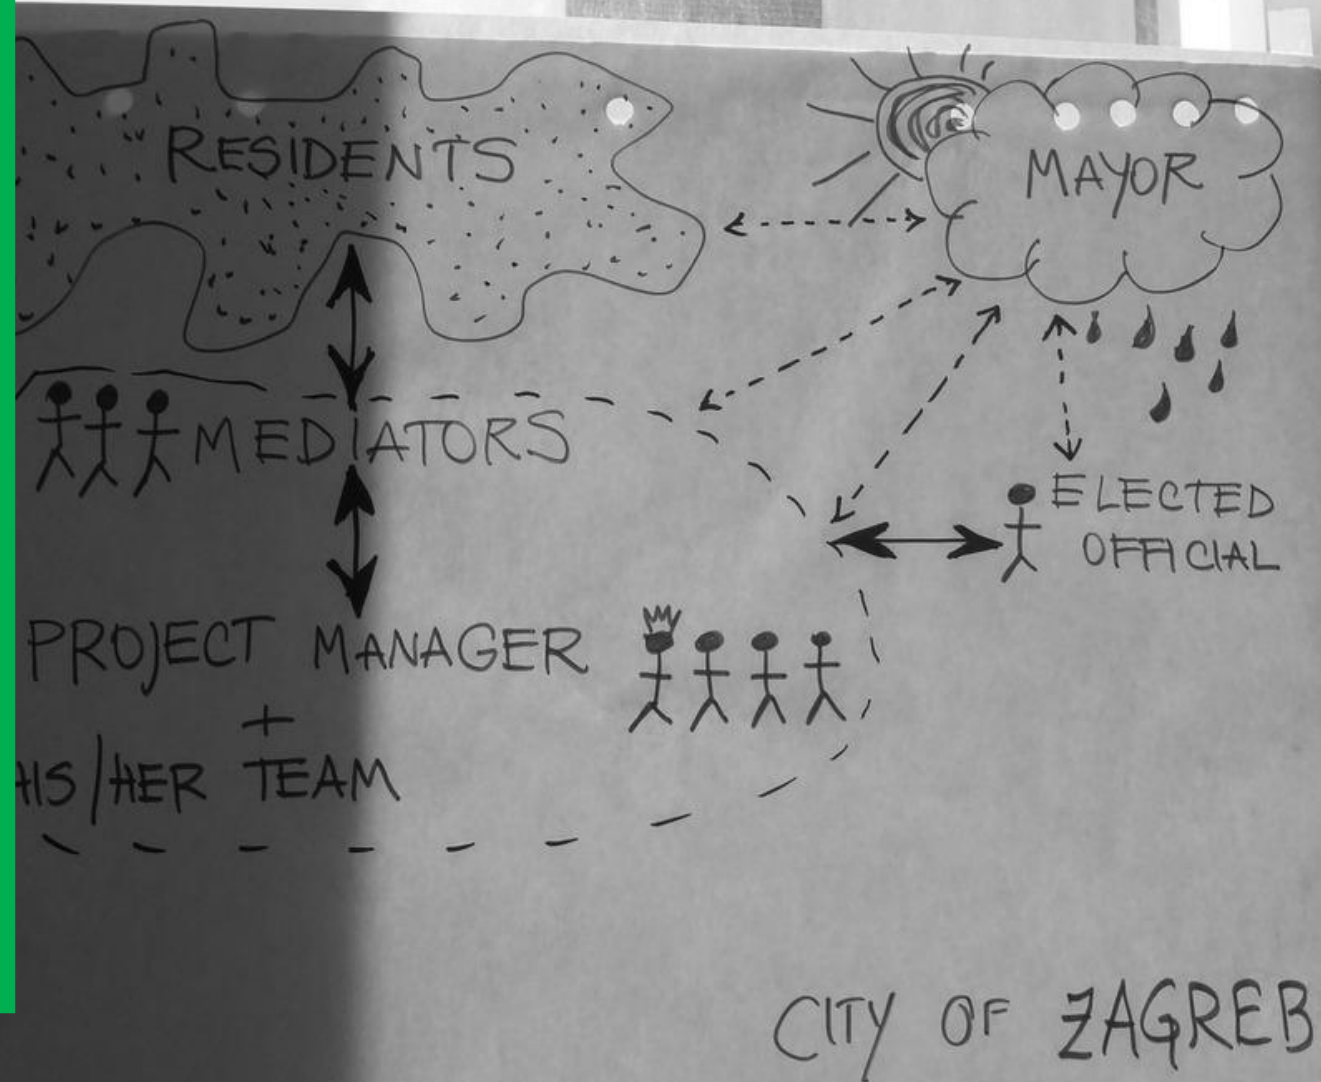 RESIDENTS
MAYOR
MEDIATORS
ELECTED
OFFICIAL
PROJECT MANAGER
+
HIS/HER TEAM
CITY OF ZAGREB